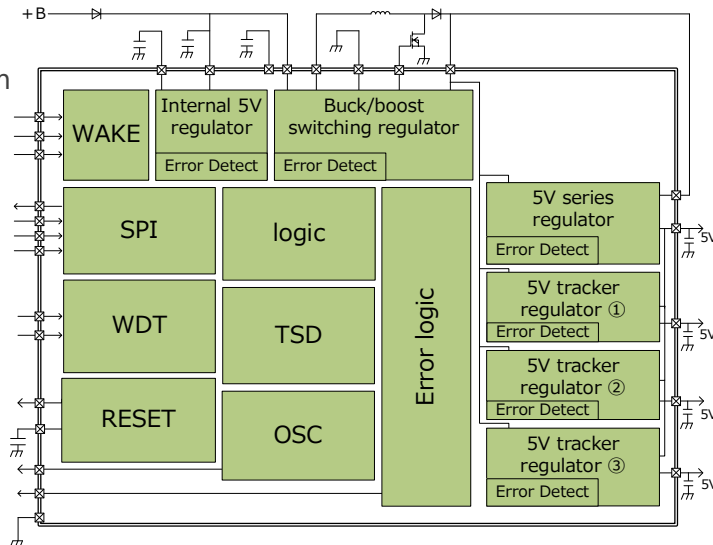 +B
n
Internal 5V
regulator
Error Detect
Buck/boost
switching regulator
Error Detect
WAKE
SPI
logic
5V series
regulator
Error Detect
5V
5V tracker
regulator ①
Error Detect
5V
WDT
TSD
Error logic
5V tracker
regulator ②
Error Detect
5V
RESET
OSC
5V tracker
regulator ③
Error Detect
5V